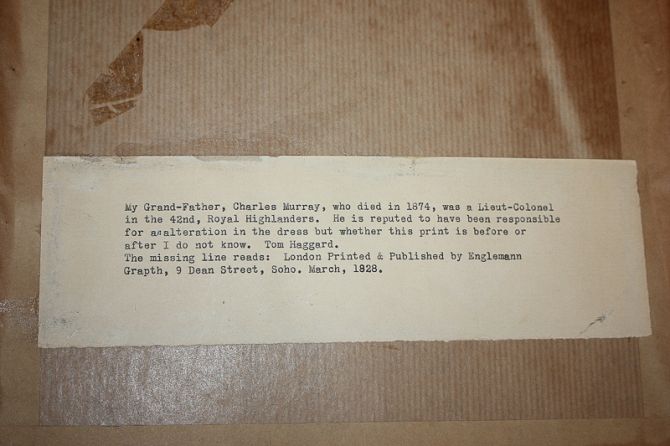 My Grand-Father, Charles Murray, who died in 1874, was a Lieut-Colonel
in the 42nd, Royal Highlanders.  He is reputed to have been responsible
for an alteration in the dress but whether this print is before or
after I do not know.  Tom Haggard.
The missing line reads:  London Printed & Published by Englemann
Grapth, 9 Dean Street, Soho. March, 1828.